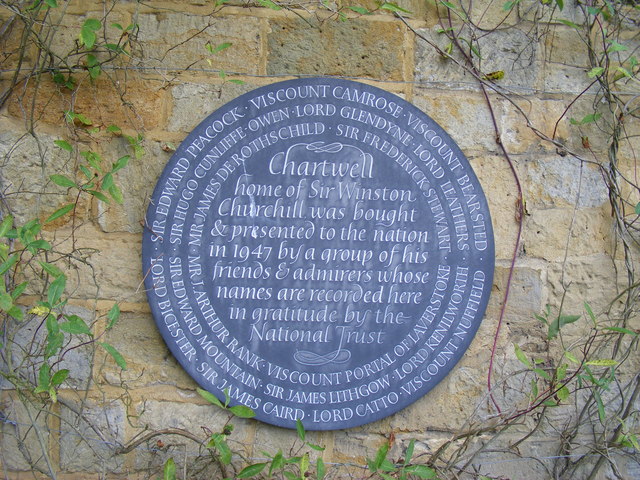 SIR EDWARD PEACOCK · VISCOUNT CAMROSE · VISCOUNT BEARSTED
SIR HUGO CUNLIFFE-OWEN · LORD GLENDYNE · LORD LEATHERS
MR JAMES DE ROTHSCHILD · SIR FREDERICK STEWART
Chartwell
home of Sir Winston
Churchill was bought
& presented to the nation
in 1947 by a group of his
friends & admirers whose
names are recorded here
in gratitude by the
National Trust
SIR J. ARTHUR RANK · VISCOUNT PORTAL OF LAVERSTOKE
SIR EDWARD MOUNTAIN · SIR JAMES LITHGOW · LORD KENILWORTH
LORD BICESTER · SIR JAMES CAIRD · LORD CATTO · VISCOUNT NUFFIELD